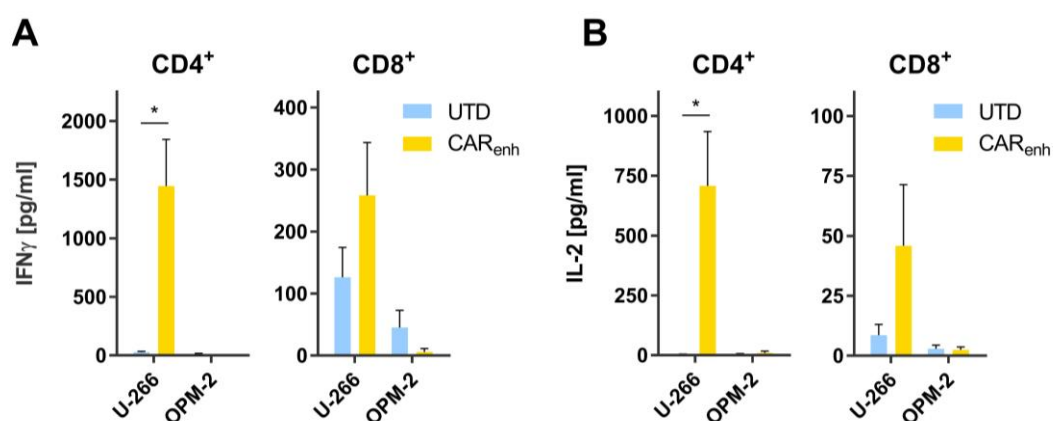 A
B
CD4+
CD8+
CD4+
CD8+
IFNγ [pg/ml]
2000
1500
1000
500
0
*
U-266
OPM-2
400
300
200
100
0
UTD
CARenh
U-266
OPM-2
IL-2 [pg/ml]
1000
750
500
250
0
*
U-266
OPM-2
100
75
50
25
0
UTD
CARenh
U-266
OPM-2